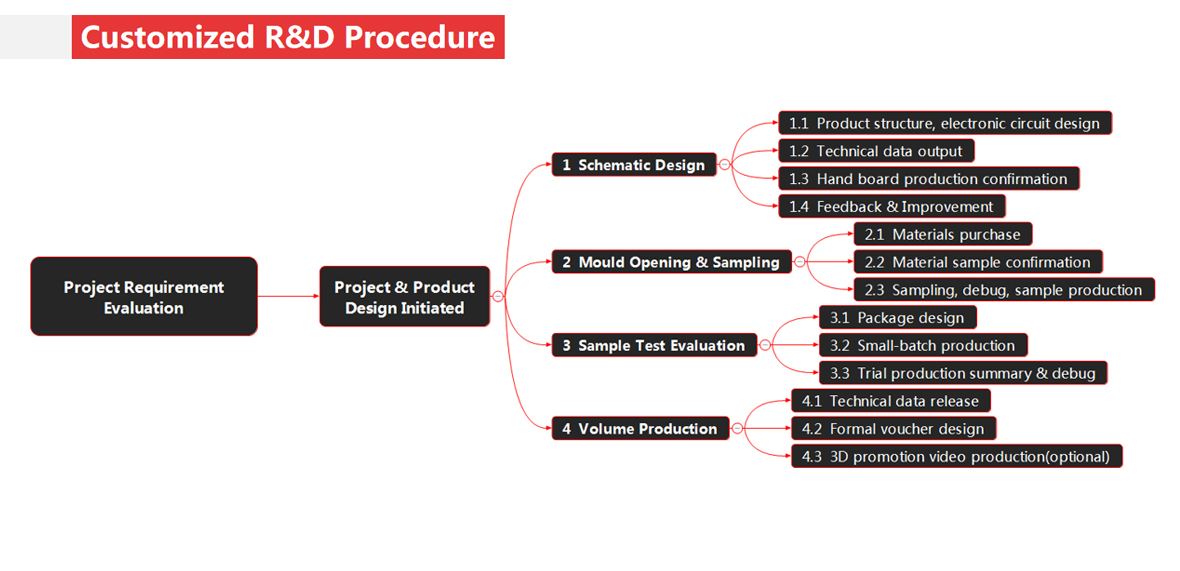 Customized R&D Procedure
Project Requirement
Evaluation
Project & Product
Design Initiated
1 Schematic Design
1.1 Product structure, electronic circuit design
1.2 Technical data output
1.3 Hand board production confirmation
1.4 Feedback & Improvement
2 Mould Opening & Sampling
2.1 Materials purchase
2.2 Material sample confirmation
2.3 Sampling, debug, sample production
3 Sample Test Evaluation
3.1 Package design
3.2 Small-batch production
3.3 Trial production summary & debug
4 Volume Production
4.1 Technical data release
4.2 Formal voucher design
4.3 3D promotion video production(optional)